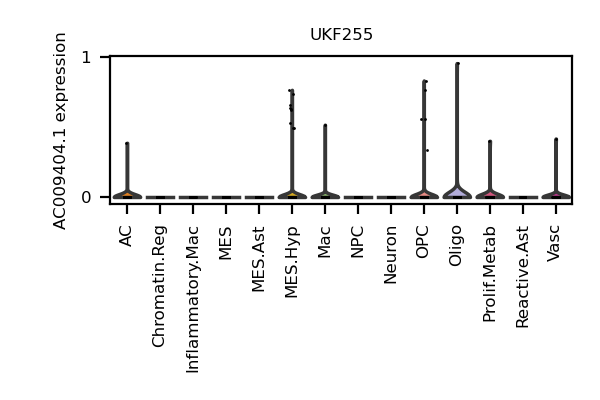 UKF255
AC009404.1 expression
1
0
AC
Chromatin.Reg
Inflammatory.Mac
MES
MES.Ast
MES.Hyp
Mac
NPC
Neuron
OPC
Oligo
Prolif.Metab
Reactive.Ast
Vasc